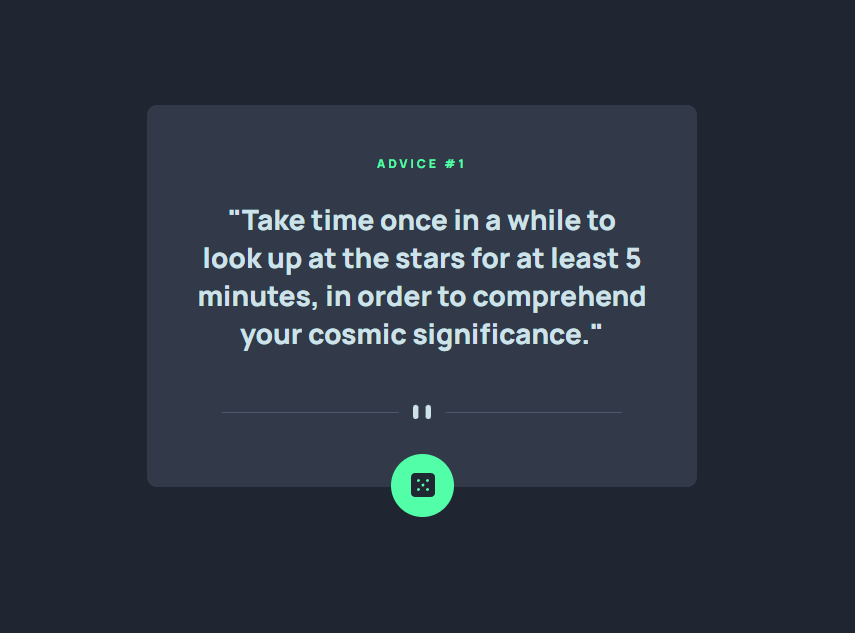 ADVICE #1
"Take time once in a while to
look up at the stars for at least 5
minutes, in order to comprehend
your cosmic significance."